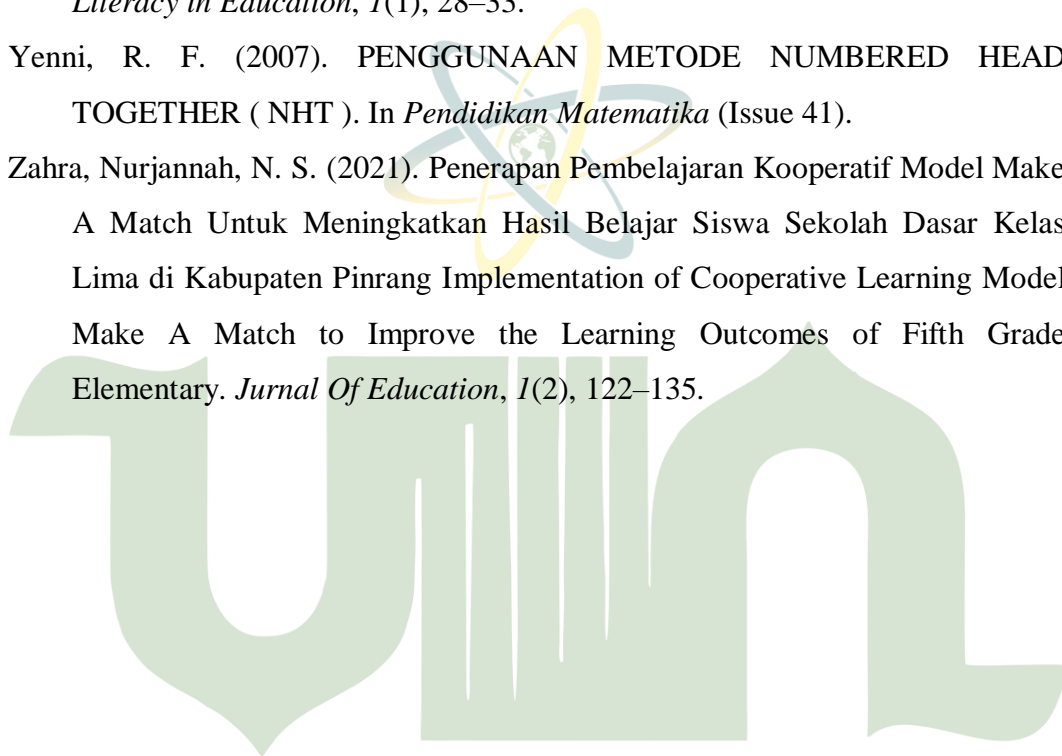 Literacy in Education, 1(1), 28–33.
Yenni, R. F. (2007). PENGGUNAAN METODE NUMBERED HEAD
TOGETHER ( NHT ). In Pendidikan Matematika (Issue 41).
Zahra, Nurjannah, N. S. (2021). Penerapan Pembelajaran Kooperatif Model Make
A Match Untuk Meningkatkan Hasil Belajar Siswa Sekolah Dasar Kelas
Lima di Kabupaten Pinrang Implementation of Cooperative Learning Model
Make A Match to Improve the Learning Outcomes of Fifth Grade
Elementary. Jurnal Of Education, 1(2), 122–135.